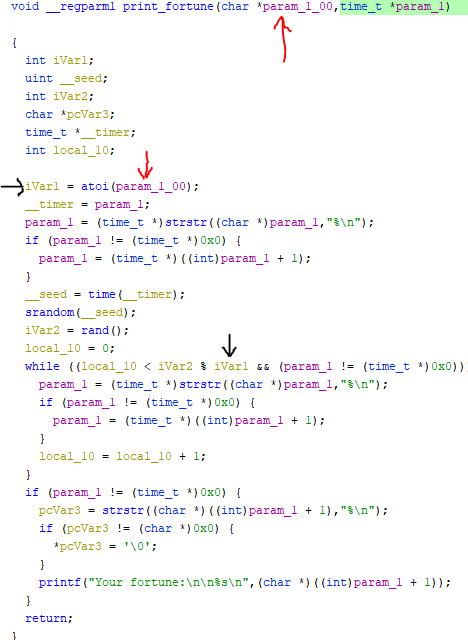 void __regparm1 print_fortune(char *param_1_00,time_t *param_1)
{
int iVar1;
uint __seed;
int iVar2;
char *pcVar3;
time_t *__timer;
int local_10;
iVar1 = atoi(param_1_00);
__timer = param_1;
param_1 = (time_t *)strstr((char *)param_1,"%\n");
if (param_1 != (time_t *)0x0) {
param_1 = (time_t *)((int)param_1 + 1);
}
__seed = time(__timer);
srandom(__seed);
iVar2 = rand();
local_10 = 0;
while ((local_10 < iVar2 % iVar1 && (param_1 != (time_t *)0x0)))
param_1 = (time_t *)strstr((char *)param_1,"%\n");
if (param_1 != (time_t *)0x0) {
param_1 = (time_t *)((int)param_1 + 1);
}
local_10 = local_10 + 1;
}
if (param_1 != (time_t *)0x0) {
pcVar3 = strstr((char *)((int)param_1 + 1),"%\n");
if (pcVar3 != (char *)0x0) {
*pcVar3 = '\0';
}
printf("Your fortune:\n\n%s\n",(char *)((int)param_1 + 1));
}
return;
}